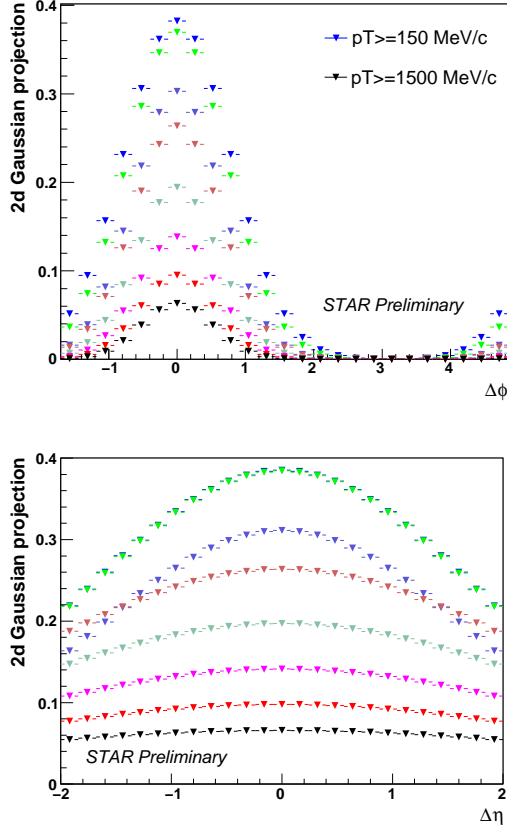 2d Gaussian projection
0.4
0.3
0.2
0.1
0
pT>=150 MeV/c
pT>=1500 MeV/c
STAR Preliminary
−1 0 1 2 3 4
Δϕ
2d Gaussian projection
0.4
0.3
0.2
0.1
0
STAR Preliminary
−2 −1 0 1 2
Δη